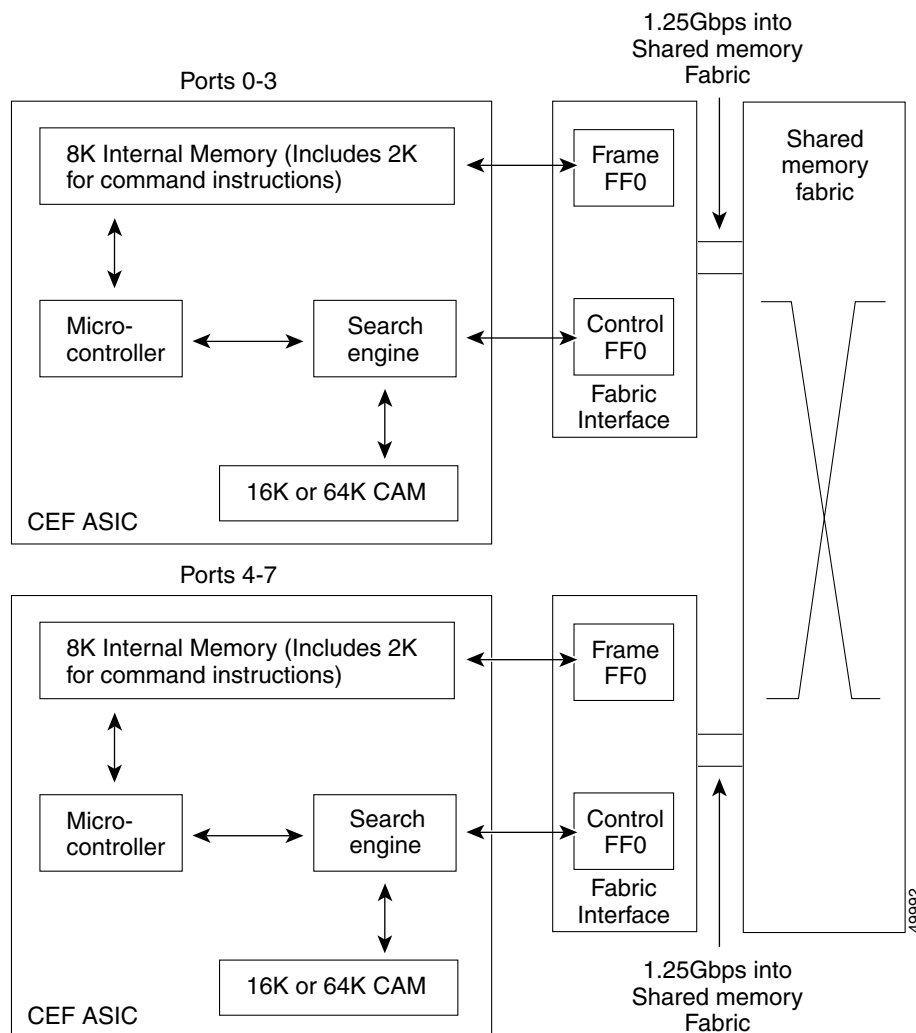 1.25Gbps into
Shared memory
Fabric
Ports 0-3
8K Internal Memory (Includes 2K
for command instructions)
Frame
FF0
Shared
memory
fabric
Micro-
controller
Search
engine
Control
FF0
Fabric
Interface
16K or 64K CAM
CEF ASIC
Ports 4-7
8K Internal Memory (Includes 2K
for command instructions)
Frame
FF0
Micro-
controller
Search
engine
Control
FF0
Fabric
Interface
16K or 64K CAM
CEF ASIC
1.25Gbps into
Shared memory
Fabric
49992